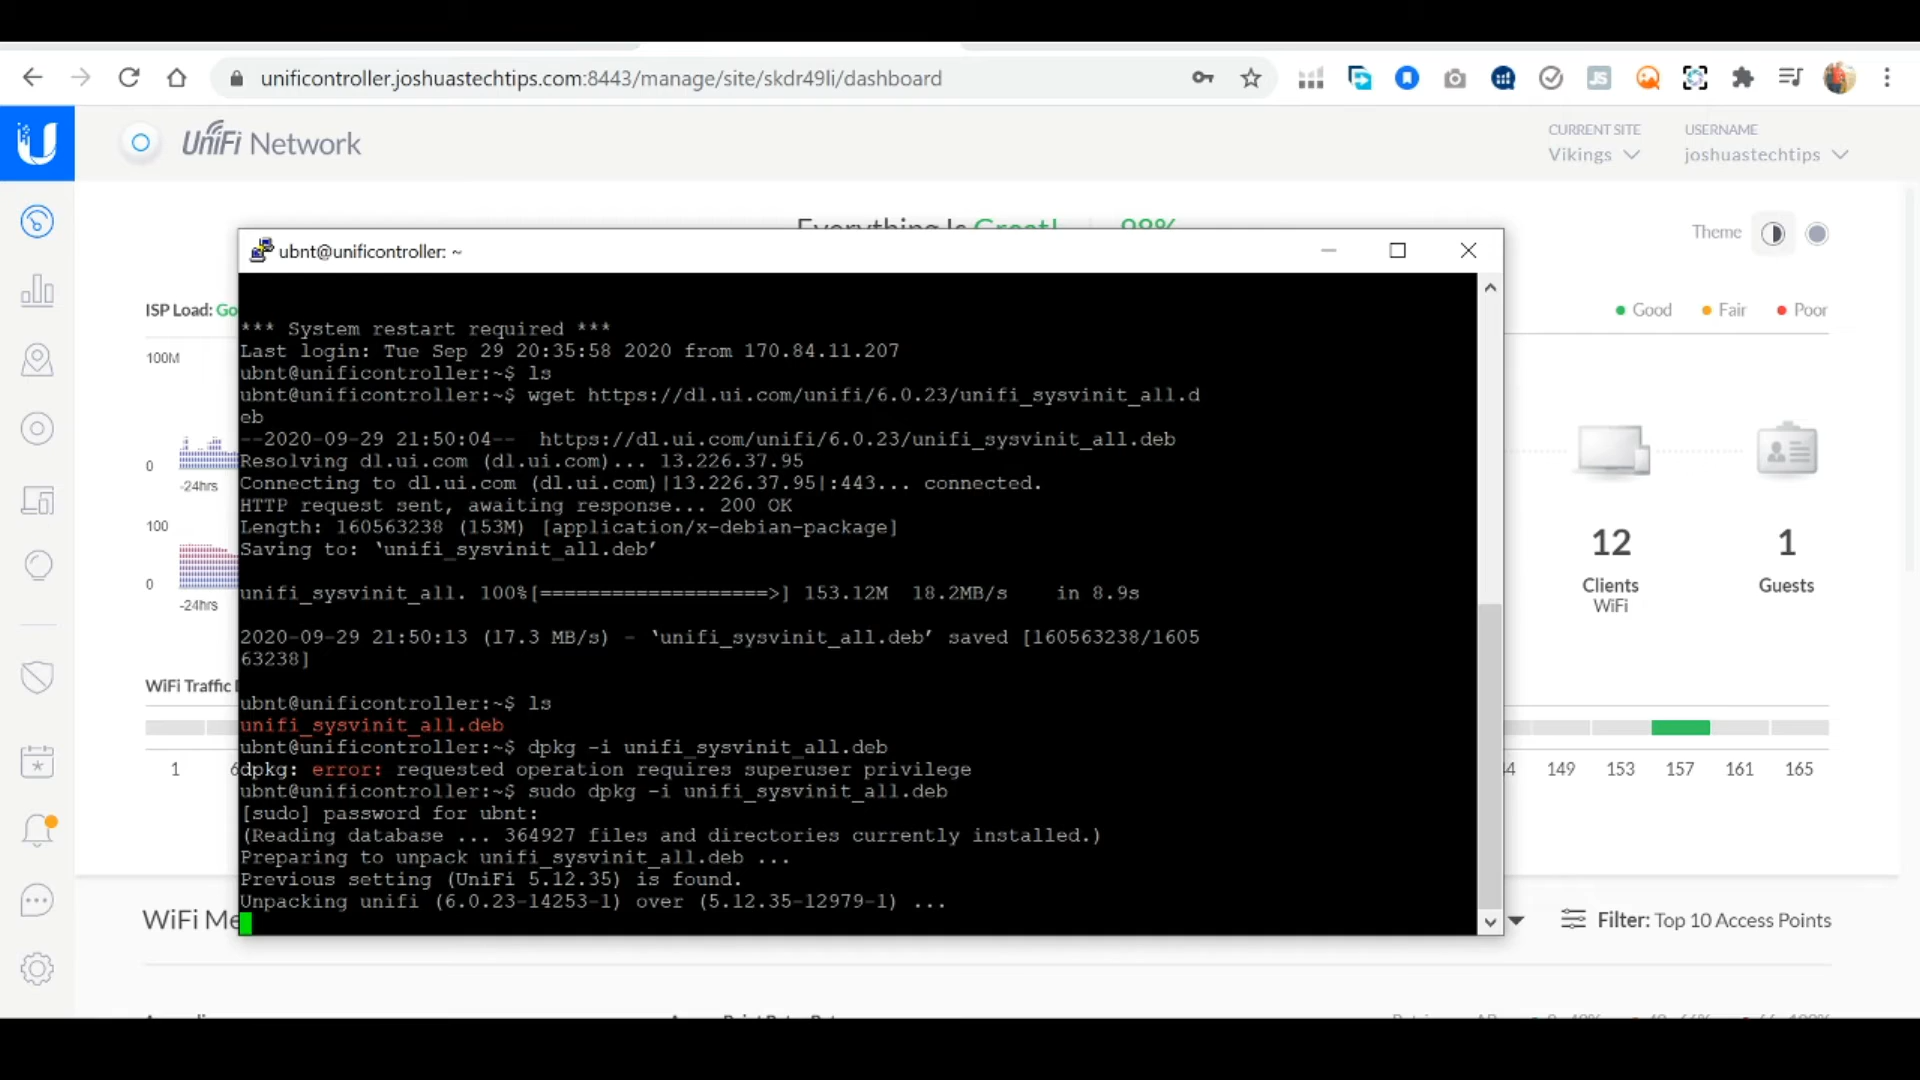 unificontroller.joshuastechtips.com:8443/manage/site/skdr49li/dashboard
JS
UniFi Network
CURRENT SITE
Vikings
USERNAME
joshuastechtips
Everything Is Great! 98%
Theme
ISP Load: Go
Good
Fair
Poor
100M
0
-24hrs
100
0
-24hrs
12
Clients
WiFi
1
Guests
WiFi Traffic
1
149
153
157
161
165
WiFi Me
Filter: Top 10 Access Points
ubnt@unificontroller: ~
*** System restart required ***
Last login: Tue Sep 29 20:35:58 2020 from 170.84.11.207
ubnt@unificontroller:~$ ls
ubnt@unificontroller:~$ wget https://dl.ui.com/unifi/6.0.23/unifi_sysvinit_all.d
eb
--2020-09-29 21:50:04--  https://dl.ui.com/unifi/6.0.23/unifi_sysvinit_all.deb
Resolving dl.ui.com (dl.ui.com)... 13.226.37.95
Connecting to dl.ui.com (dl.ui.com)|13.226.37.95|:443... connected.
HTTP request sent, awaiting response... 200 OK
Length: 160563238 (153M) [application/x-debian-package]
Saving to: ‘unifi_sysvinit_all.deb’
unifi_sysvinit_all. 100%[===================>] 153.12M  18.2MB/s    in 8.9s
2020-09-29 21:50:13 (17.3 MB/s) - ‘unifi_sysvinit_all.deb’ saved [160563238/1605
63238]
ubnt@unificontroller:~$ ls
unifi_sysvinit_all.deb
ubnt@unificontroller:~$ dpkg -i unifi_sysvinit_all.deb
dpkg: error: requested operation requires superuser privilege
ubnt@unificontroller:~$ sudo dpkg -i unifi_sysvinit_all.deb
[sudo] password for ubnt:
(Reading database ... 364927 files and directories currently installed.)
Preparing to unpack unifi_sysvinit_all.deb ...
Previous setting (UniFi 5.12.35) is found.
Unpacking unifi (6.0.23-14253-1) over (5.12.35-12979-1) ...